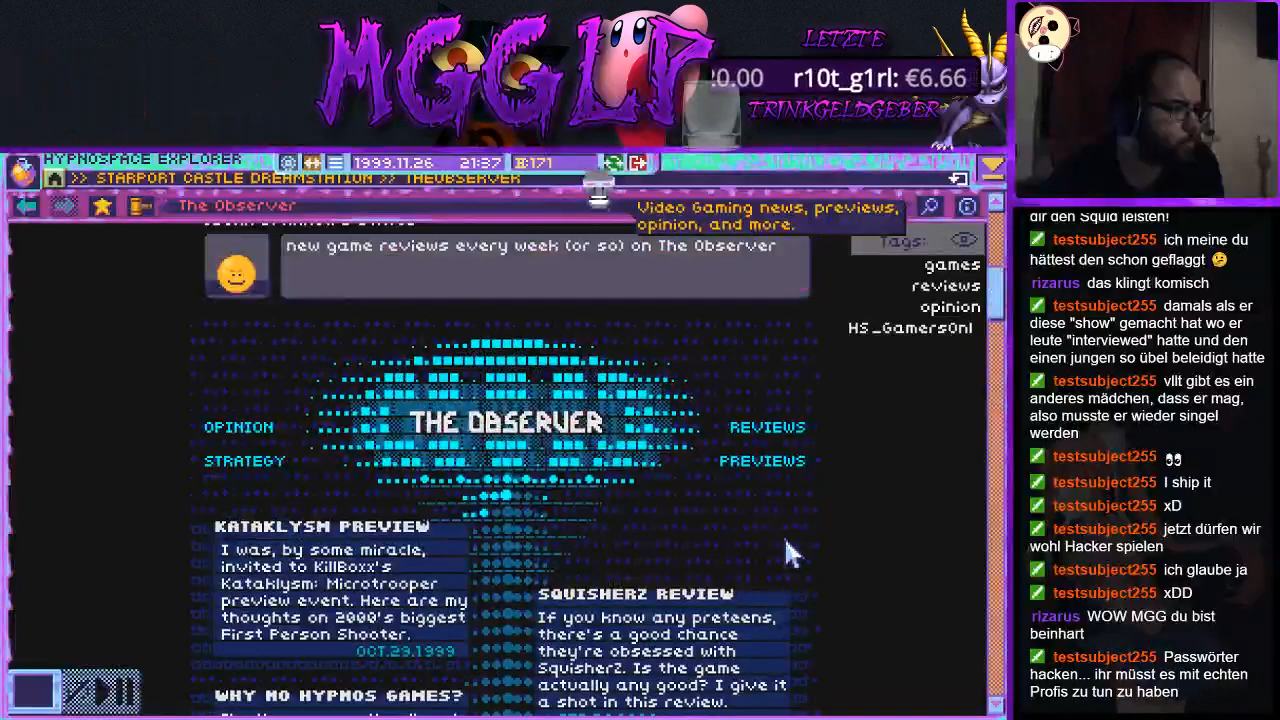 MGGLP
LETZTE
:0.00 r10t_g1rl: €6.66
TRINKGELDGEBER
HYPNOSPACE EXPLORER
1999.11.26 21:37 171
>> STARPORT CASTLE DREAMSTATION >> THEOBSERVER
The Observer
Video Gaming news, previews,
opinion, and more.
new game reviews every week (or so) on The Observer
Tags:
games
reviews
opinion
HS_GamersOnl
THE OBSERVER
OPINION
REVIEWS
STRATEGY
PREVIEWS
KATAKLYSM PREVIEW
I was, by some miracle,
invited to KillBoxx's
Kataklysm: Microtrooper
preview event. Here are my
thoughts on 2000's biggest
First Person Shooter.
OCT.29.1999
WHY NO HYPNOS GAMES?
SQUISHERZ REVIEW
If you know any preteens,
there's a good chance
they're obsessed with
SquisherZ. Is the game
actually any good? I give it
a shot in this review.
dir den Squid leisten!
testsubject255 ich meine du
hättest den schon geflaggt
rizarus das klingt komisch
testsubject255 damals als er
diese "show" gemacht hat wo er
leute "interviewed" hatte und den
einen jungen so übel beleidigt hatte
testsubject255 vllt gibt es ein
anderes mädchen, dass er mag,
also musste er wieder singel
werden
testsubject255
testsubject255 I ship it
testsubject255 xD
testsubject255 jetzt dürfen wir
wohl Hacker spielen
testsubject255 ich glaube ja
testsubject255 xDD
rizarus WOW MGG du bist
beinhart
testsubject255 Passwörter
hacken... ihr müsst es mit echten
Profis zu tun zu haben